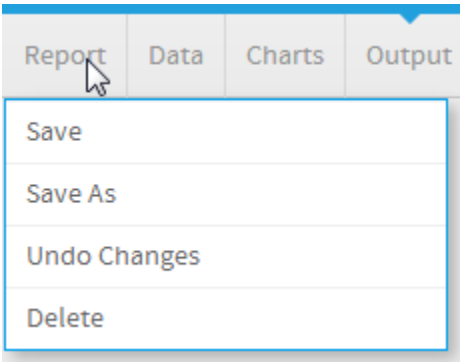 Report Data Charts Output
Save
Save As
Undo Changes
Delete